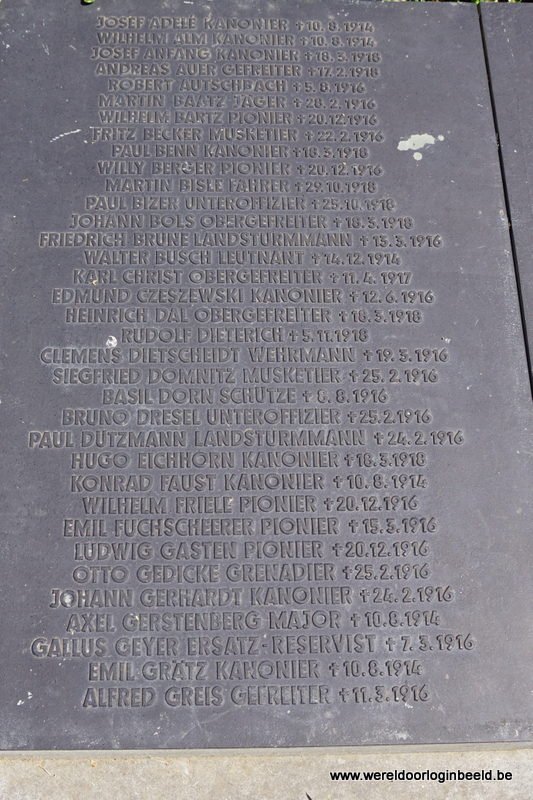 JOSEF ADELE KANONIER ✝10.8.1914
WILHELM ALM KANONIER ✝10.8.1914
JOSEF ANFANG KANONIER ✝18.3.1918
ANDREAS AUER GEFREITER ✝17.2.1918
ROBERT AUTSCHBACH ✝5.8.1916
MARTIN BAATZ JÄGER ✝28.2.1916
WILHELM BARTZ PIONIER ✝20.12.1916
FRITZ BECKER MUSKETIER ✝22.2.1916
PAUL BENN KANONIER ✝18.3.1918
WILLY BERGER PIONIER ✝20.12.1916
MARTIN BISLE FAHRER ✝29.10.1918
PAUL BIZER UNTEROFFIZIER ✝25.10.1918
JOHANN BOLS OBERGEFREITER ✝18.3.1918
FRIEDRICH BRUNE LANDSTURMMANN ✝13.3.1916
WALTER BUSCH LEUTNANT ✝14.12.1914
KARL CHRIST OBERGEFREITER ✝11.4.1917
EDMUND CZESZEWSKI KANONIER ✝12.6.1916
HEINRICH DAL OBERGEFREITER ✝18.3.1918
RUDOLF DIETERICH ✝5.11.1918
CLEMENS DIETSCHEIDT WEHRMANN ✝19.3.1916
SIEGFRIED DOMNITZ MUSKETIER ✝25.2.1916
BASIL DORN SCHÜTZE ✝8.8.1916
BRUNO DRESEL UNTEROFFIZIER ✝25.2.1916
PAUL DÜTZMANN LANDSTURMMANN ✝24.2.1916
HUGO EICHHORN KANONIER ✝18.3.1918
KONRAD FAUST KANONIER ✝10.8.1914
WILHELM FRIELE PIONIER ✝20.12.1916
EMIL FUCHSCHEERER PIONIER ✝15.3.1916
LUDWIG GASTEN PIONIER ✝20.12.1916
OTTO GEDICKE GRENADIER ✝25.2.1916
JOHANN GERHARDT KANONIER ✝24.2.1916
AXEL GERSTENBERG MAJOR ✝10.8.1914
GALLUS GEYER ERSATZ-RESERVIST ✝7.3.1916
EMIL GRÄTZ KANONIER ✝10.8.1914
ALFRED GREIS GEFREITER ✝11.3.1916
www.wereldoorloginbeeld.be